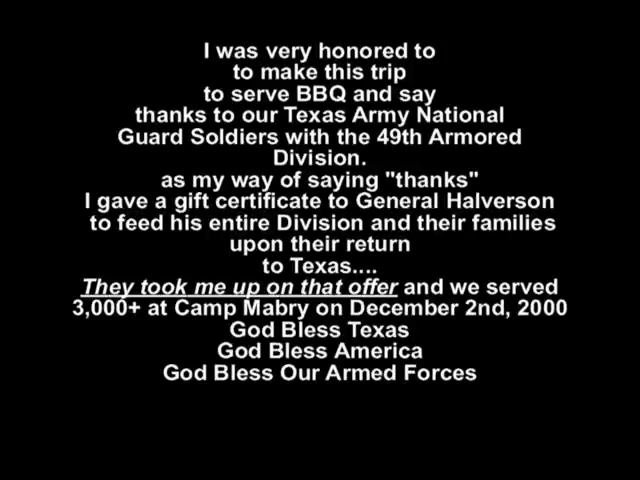 I was very honored to
to make this trip
to serve BBQ and say
thanks to our Texas Army National
Guard Soldiers with the 49th Armored
Division.
as my way of saying "thanks"
I gave a gift certificate to General Halverson
to feed his entire Division and their families
upon their return
to Texas....
They took me up on that offer and we served
3,000+ at Camp Mabry on December 2nd, 2000
God Bless Texas
God Bless America
God Bless Our Armed Forces